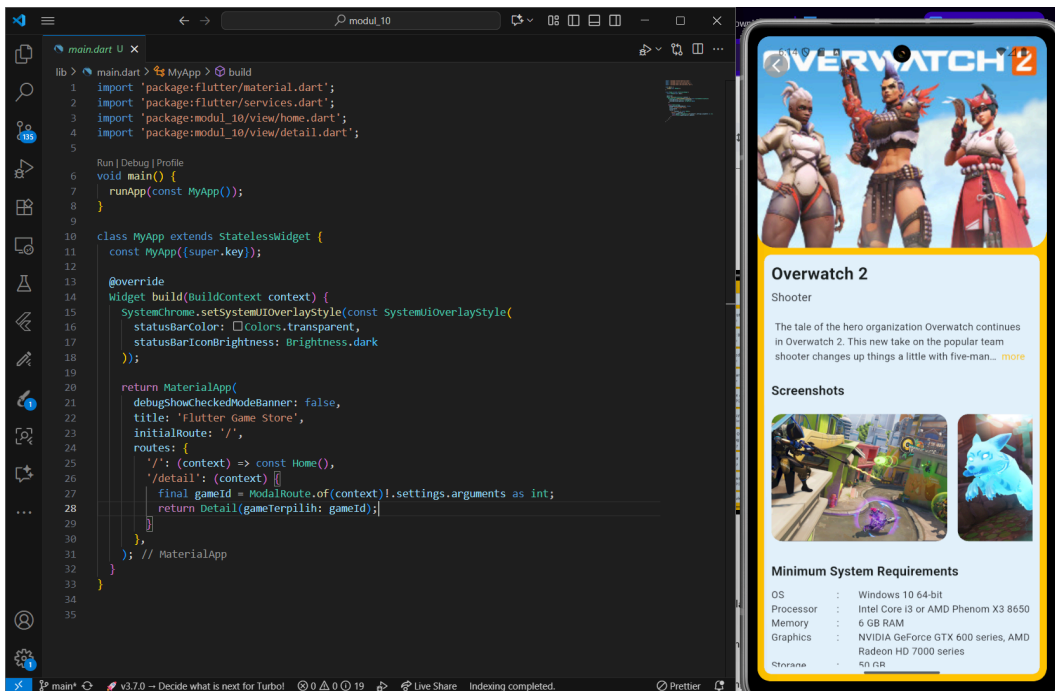 modul_10
main.dart U
lib > main.dart > MyApp > build
1 import 'package:flutter/material.dart';
2 import 'package:flutter/services.dart';
3 import 'package:modul_10/view/home.dart';
4 import 'package:modul_10/view/detail.dart';
5
Run | Debug | Profile
6 void main() {
7 runApp(const MyApp());
8 }
9
10 class MyApp extends StatelessWidget {
11 const MyApp({super.key});
12
13 @override
14 Widget build(BuildContext context) {
15 SystemChrome.setSystemUIOverlayStyle(const SystemUiOverlayStyle(
16 statusBarColor: Colors.transparent,
17 statusBarIconBrightness: Brightness.dark
18 ));
19
20 return MaterialApp(
21 debugShowCheckedModeBanner: false,
22 title: 'Flutter Game Store',
23 initialRoute: '/',
24 routes: {
25 '/': (context) => const Home(),
26 '/detail': (context) {
27 final gameId = ModalRoute.of(context)!.settings.arguments as int;
28 return Detail(gameTerpilih: gameId);
29 }
30 },
31 ); // MaterialApp
32 }
33 }
34
35
135
1
1
main* v3.7.0 → Decide what is next for Turbo! 0 0 19 Live Share Indexing completed. Prettier
6:14
OVERWATCH 2
Overwatch 2
Shooter
The tale of the hero organization Overwatch continues
in Overwatch 2. This new take on the popular team
shooter changes up things a little with five-man... more
Screenshots
Minimum System Requirements
OS : Windows 10 64-bit
Processor : Intel Core i3 or AMD Phenom X3 8650
Memory : 6 GB RAM
Graphics : NVIDIA GeForce GTX 600 series, AMD
Radeon HD 7000 series
Storage : 50 GB